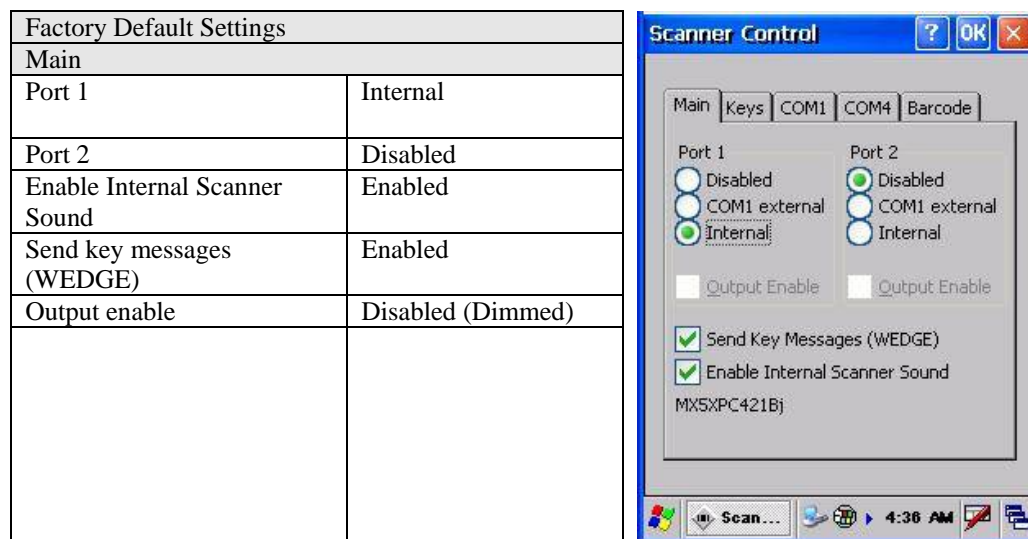 Factory Default Settings
Main
Port 1 Internal
Port 2 Disabled
Enable Internal Scanner Sound Enabled
Send key messages (WEDGE) Enabled
Output enable Disabled (Dimmed)
Scanner Control ? OK ×
Main Keys COM1 COM4 Barcode
Port 1 Port 2
Disabled Disabled
COM1 external COM1 external
Internal Internal
Output Enable Output Enable
Send Key Messages (WEDGE)
Enable Internal Scanner Sound
MX5XPC421Bj
Scan... 4:36 AM